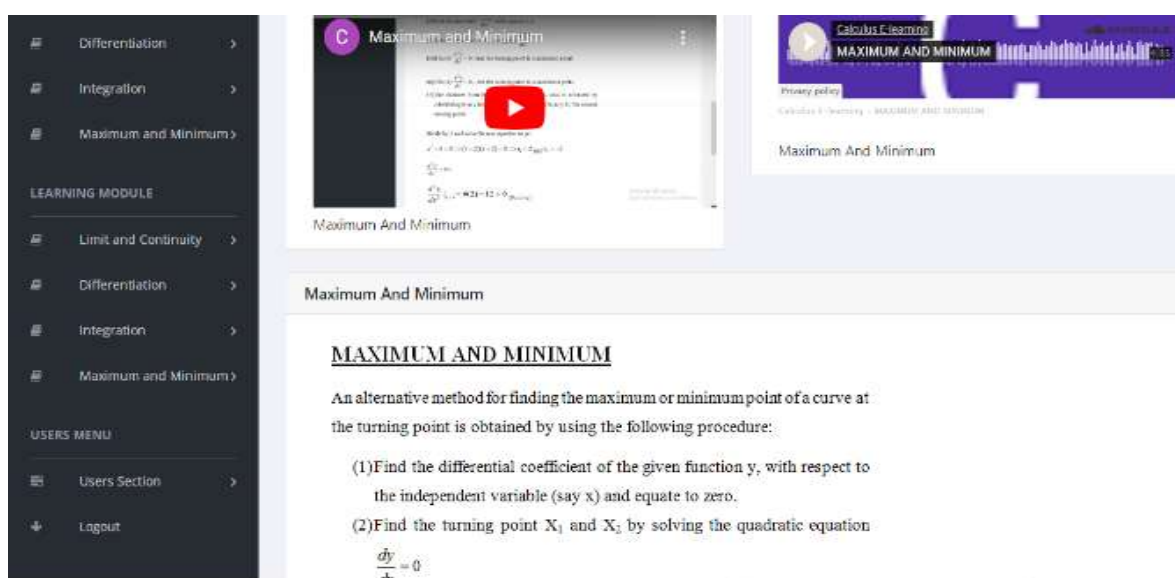 Differentiation
Integration
Maximum and Minimum
LEARNING MODULE
Limit and Continuity
Differentiation
Integration
Maximum and Minimum
USERS MENU
Users Section
Logout
C Maximum and Minimum
Maximum And Minimum
Calculus E-learning
MAXIMUM AND MINIMUM
Privacy policy
Calculus E-learning · MAXIMUM AND MINIMUM
Maximum And Minimum
Maximum And Minimum
MAXIMUM AND MINIMUM
An alternative method for finding the maximum or minimum point of a curve at
the turning point is obtained by using the following procedure:
(1)Find the differential coefficient of the given function y, with respect to
the independent variable (say x) and equate to zero.
(2)Find the turning point X₁ and X₂ by solving the quadratic equation
dy
= 0